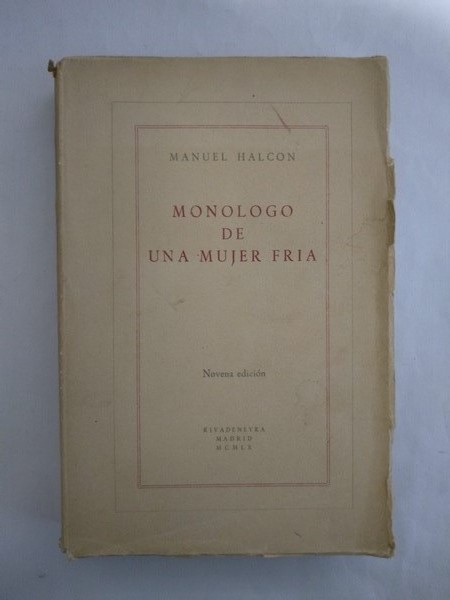 MANUEL HALCON
MONOLOGO
DE
UNA MUJER FRIA
Novena edición
RIVADENEYRA
MADRID
MCMLX